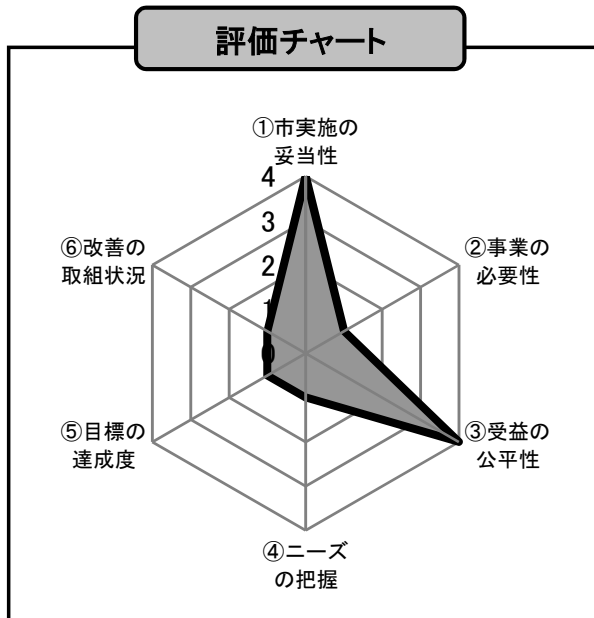 評価チャート
①市実施の
妥当性
4
3
2
1
0
②事業の
必要性
③受益の
公平性
④ニーズ
の把握
⑤目標の
達成度
⑥改善の
取組状況